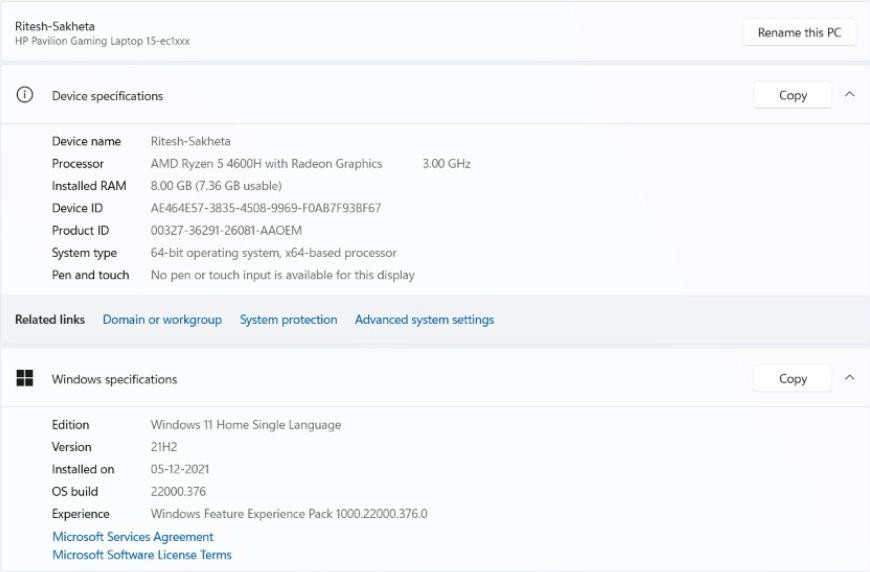 Ritesh-Sakheta
HP Pavilion Gaming Laptop 15-ec1xxx
Rename this PC
Device specifications
Copy
Device name Ritesh-Sakheta
Processor AMD Ryzen 5 4600H with Radeon Graphics 3.00 GHz
Installed RAM 8.00 GB (7.36 GB usable)
Device ID AE464E57-3835-4508-9969-F0AB7F93BF67
Product ID 00327-36291-26081-AAOEM
System type 64-bit operating system, x64-based processor
Pen and touch No pen or touch input is available for this display
Related links Domain or workgroup System protection Advanced system settings
Windows specifications
Copy
Edition Windows 11 Home Single Language
Version 21H2
Installed on 05-12-2021
OS build 22000.376
Experience Windows Feature Experience Pack 1000.22000.376.0
Microsoft Services Agreement
Microsoft Software License Terms